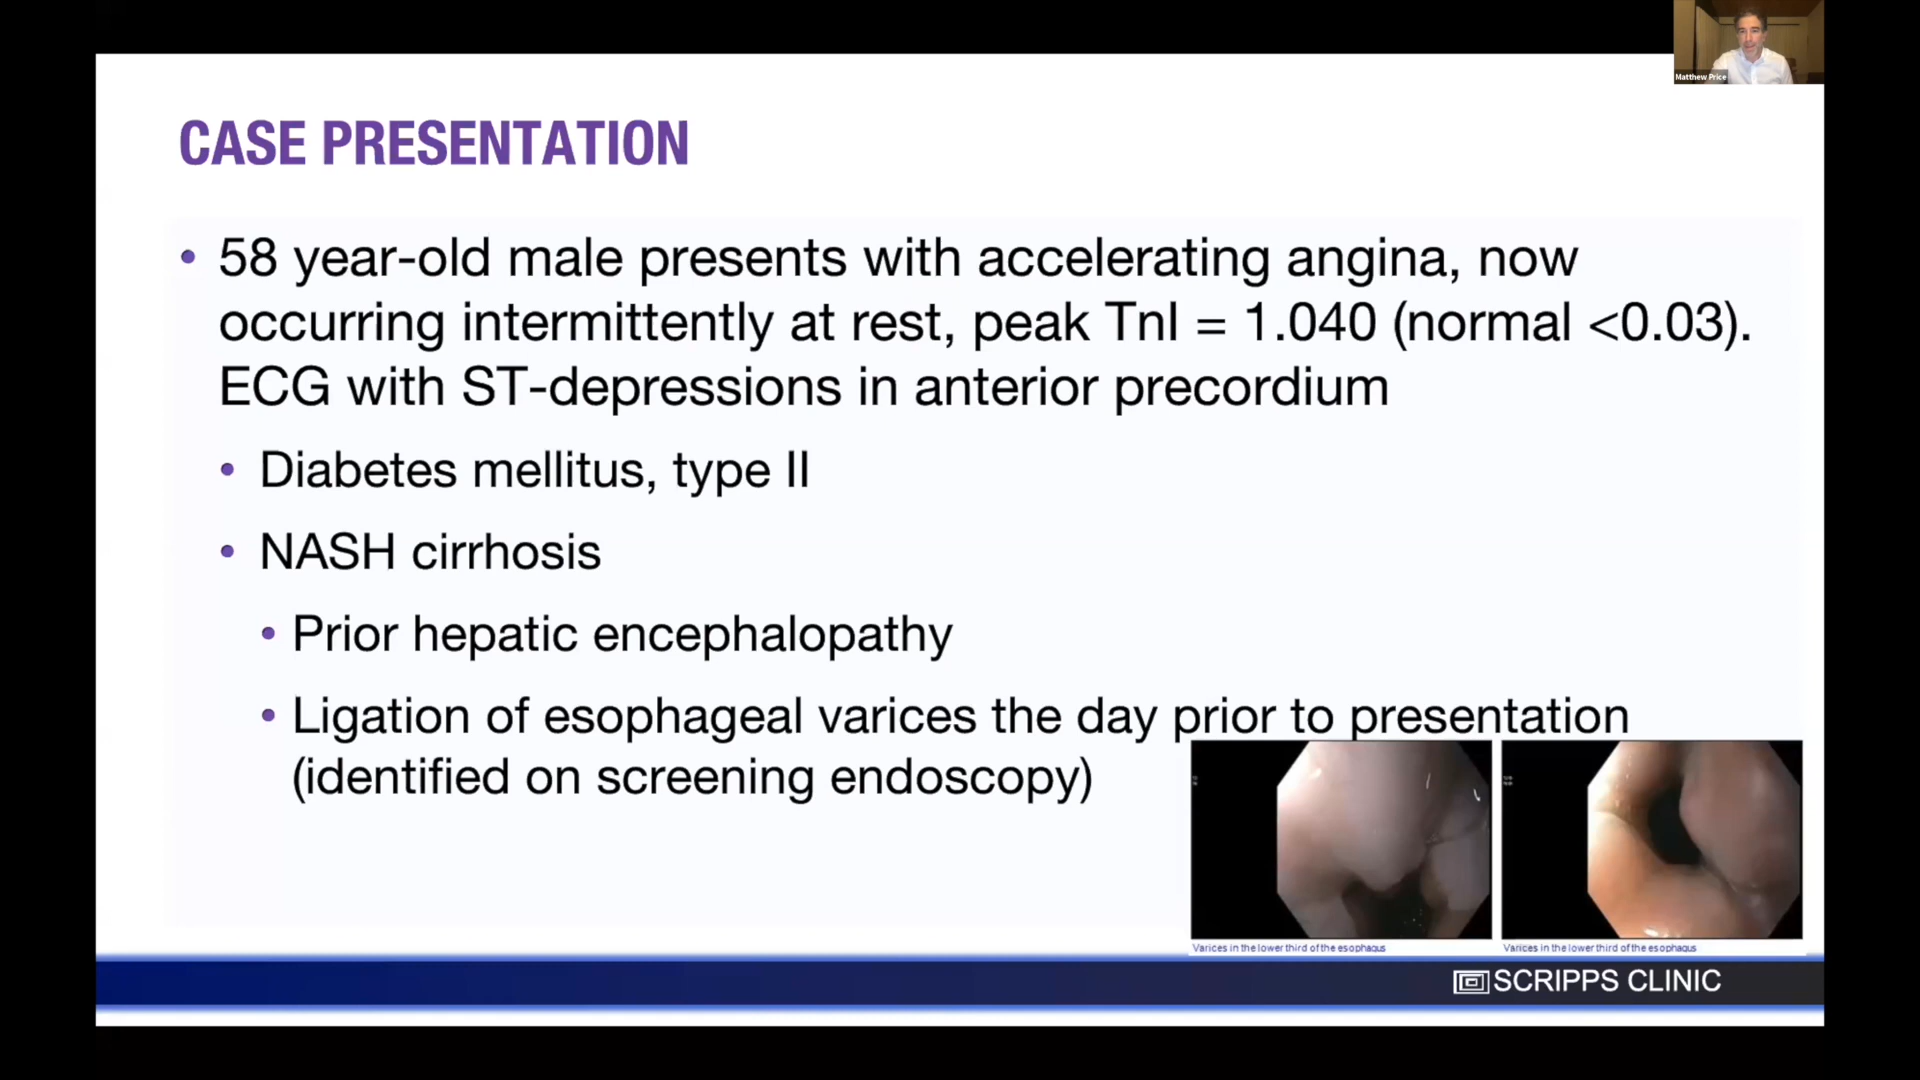 Matthew Price
CASE PRESENTATION
• 58 year-old male presents with accelerating angina, now
occurring intermittently at rest, peak TnI = 1.040 (normal <0.03).
ECG with ST-depressions in anterior precordium
• Diabetes mellitus, type II
• NASH cirrhosis
• Prior hepatic encephalopathy
• Ligation of esophageal varices the day prior to presentation
(identified on screening endoscopy)
Varices in the lower third of the esophagus
Varices in the lower third of the esophagus
SCRIPPS CLINIC